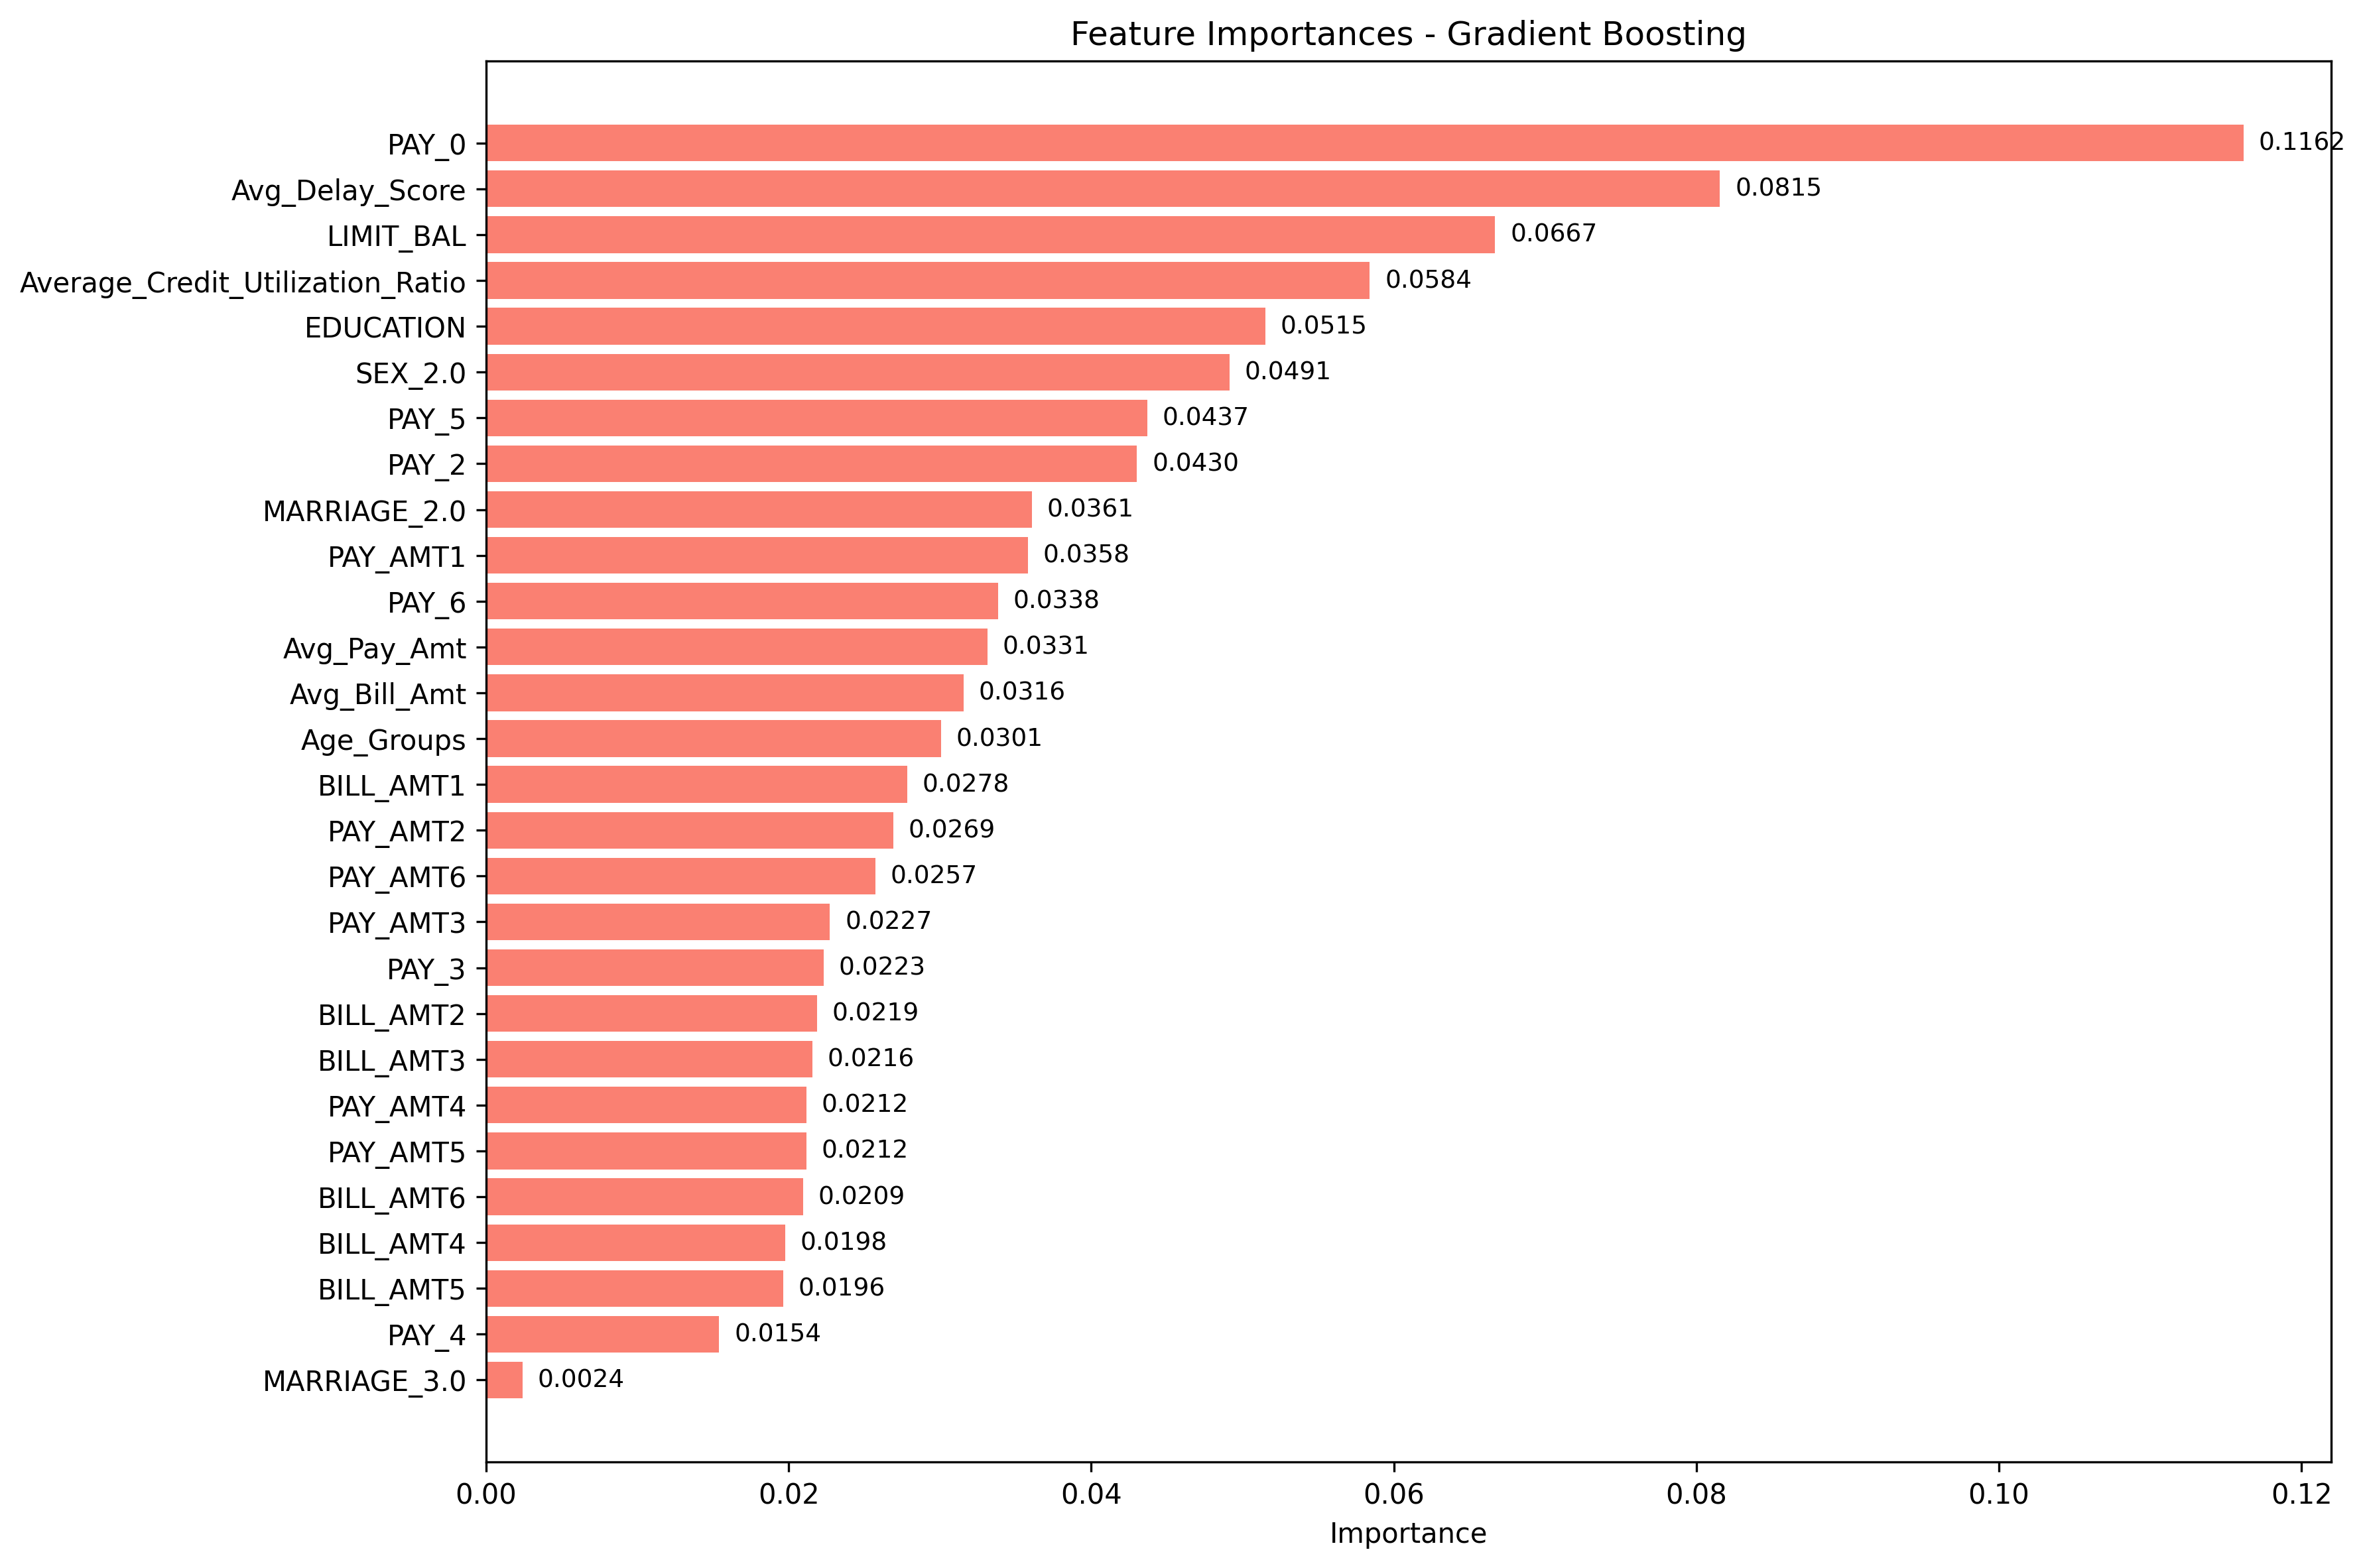 Feature Importances - Gradient Boosting
PAY_0 0.1162
Avg_Delay_Score 0.0815
LIMIT_BAL 0.0667
Average_Credit_Utilization_Ratio 0.0584
EDUCATION 0.0515
SEX_2.0 0.0491
PAY_5 0.0437
PAY_2 0.0430
MARRIAGE_2.0 0.0361
PAY_AMT1 0.0358
PAY_6 0.0338
Avg_Pay_Amt 0.0331
Avg_Bill_Amt 0.0316
Age_Groups 0.0301
BILL_AMT1 0.0278
PAY_AMT2 0.0269
PAY_AMT6 0.0257
PAY_AMT3 0.0227
PAY_3 0.0223
BILL_AMT2 0.0219
BILL_AMT3 0.0216
PAY_AMT4 0.0212
PAY_AMT5 0.0212
BILL_AMT6 0.0209
BILL_AMT4 0.0198
BILL_AMT5 0.0196
PAY_4 0.0154
MARRIAGE_3.0 0.0024
0.00 0.02 0.04 0.06 0.08 0.10 0.12
Importance